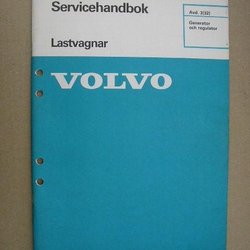 Servicehandbok
Avd. 3(32)
Generator
och regulator
Lastvagnar
VOLVO